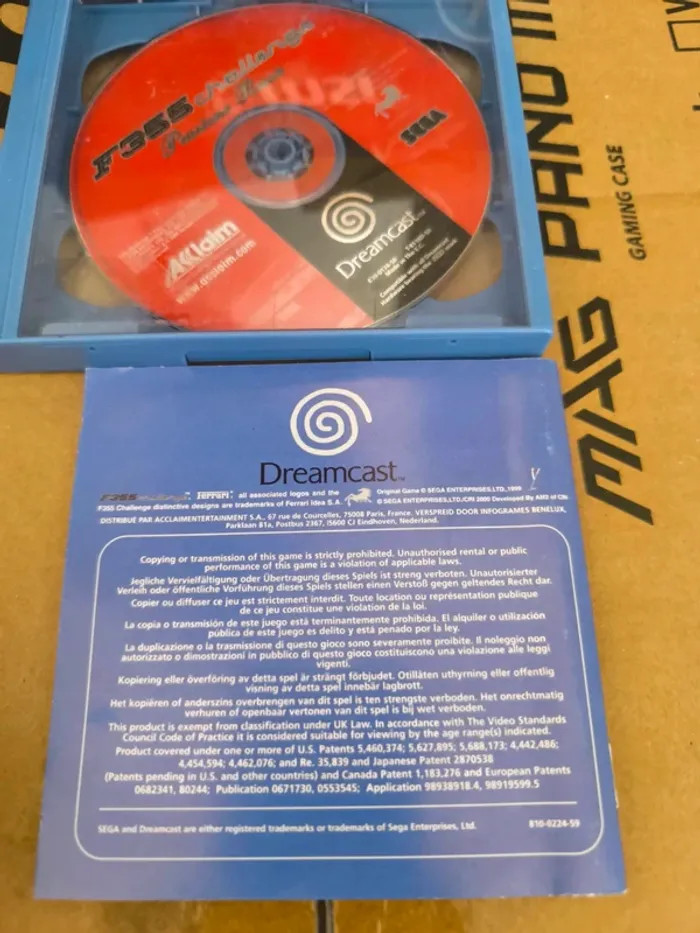 F355 challenge
Passione Rossa
SEGA
Dreamcast
Made in the E.C.
Compatible with all Dreamcast
Hardware bearing the
Acclaim
www.acclaim.com
MAG PANO M
GAMING CASE
Dreamcast™
F355 challenge, Ferrari, all associated logos and the
Original Game © SEGA ENTERPRISES,LTD.,1999
F355 Challenge distinctive designs are trademarks of Ferrari Idea S.A.
© SEGA ENTERPRISES,LTD./CRI 2000 Developed By AM2 of CRI
DISTRIBUÉ PAR ACCLAIMENTERTAINMENT S.A., 67 rue de Courcelles, 75008 Paris, France. VERSPREID DOOR INFOGRAMES BENELUX,
Parklaan 81a, Postbus 2367, I5600 CJ Eindhoven, Nederland.
Copying or transmission of this game is strictly prohibited. Unauthorised rental or public
performance of this game is a violation of applicable laws.
Jegliche Vervielfältigung oder Übertragung dieses Spiels ist streng verboten. Unautorisierter
Verleih oder öffentliche Vorführung dieses Spiels stellen einen Verstoß gegen geltendes Recht dar.
Copier ou diffuser ce jeu est strictement interdit. Toute location ou représentation publique
de ce jeu constitue une violation de la loi.
La copia o transmisión de este juego está terminantemente prohibida. El alquiler o utilización
pública de este juego es delito y está penado por la ley.
La duplicazione o la trasmissione di questo gioco sono severamente proibite. Il noleggio non
autorizzato o dimostrazioni in pubblico di questo gioco costituiscono una violazione alle leggi
vigenti.
Kopiering eller överföring av detta spel är strängt förbjudet. Otillåten uthyrning eller offentlig
visning av detta spel innebär lagbrott.
Het kopiëren of anderszins overbrengen van dit spel is ten strengste verboden. Het onrechtmatig
verhuren of openbaar vertonen van dit spel is bij wet verboden.
This product is exempt from classification under UK Law. In accordance with The Video Standards
Council Code of Practice it is considered suitable for viewing by the age range(s) indicated.
Product covered under one or more of U.S. Patents 5,460,374; 5,627,895; 5,688,173; 4,442,486;
4,454,594; 4,462,076; and Re. 35,839 and Japanese Patent 2870538
(Patents pending in U.S. and other countries) and Canada Patent 1,183,276 and European Patents
0682341, 80244; Publication 0671730, 0553545; Application 98938918.4, 98919599.5
SEGA and Dreamcast are either registered trademarks or trademarks of Sega Enterprises, Ltd.
810-0224-59